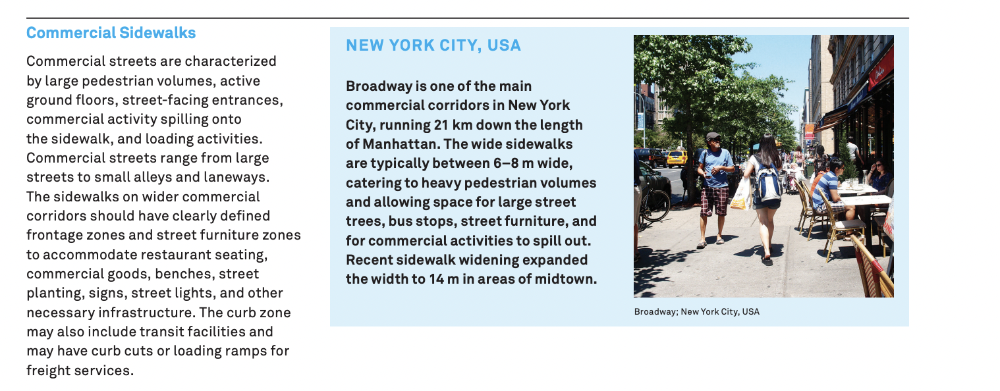 Commercial Sidewalks
Commercial streets are characterized
by large pedestrian volumes, active
ground floors, street-facing entrances,
commercial activity spilling onto
the sidewalk, and loading activities.
Commercial streets range from large
streets to small alleys and laneways.
The sidewalks on wider commercial
corridors should have clearly defined
frontage zones and street furniture zones
to accommodate restaurant seating,
commercial goods, benches, street
planting, signs, street lights, and other
necessary infrastructure. The curb zone
may also include transit facilities and
may have curb cuts or loading ramps for
freight services.
NEW YORK CITY, USA
Broadway is one of the main
commercial corridors in New York
City, running 21 km down the length
of Manhattan. The wide sidewalks
are typically between 6–8 m wide,
catering to heavy pedestrian volumes
and allowing space for large street
trees, bus stops, street furniture, and
for commercial activities to spill out.
Recent sidewalk widening expanded
the width to 14 m in areas of midtown.
Broadway; New York City, USA